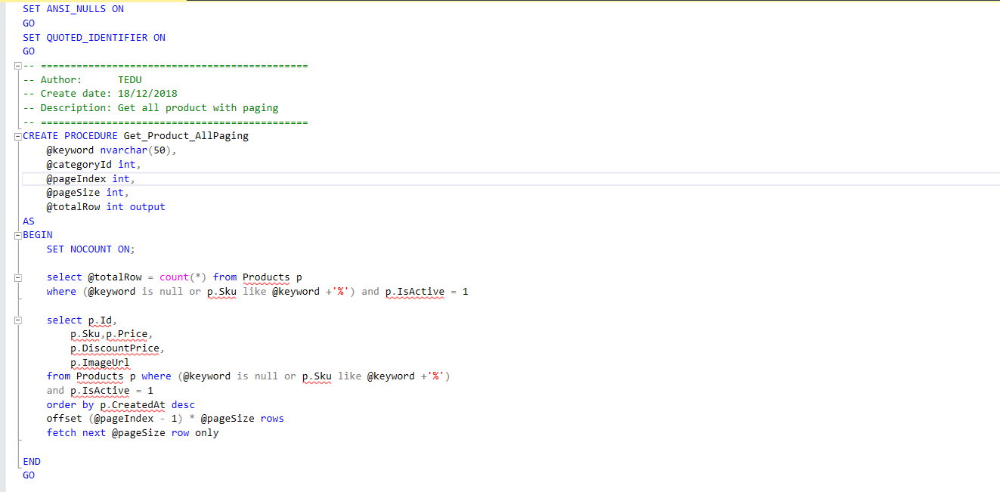 SET ANSI_NULLS ON
GO
SET QUOTED_IDENTIFIER ON
GO
-- =============================================
-- Author:      TEDU
-- Create date: 18/12/2018
-- Description: Get all product with paging
-- =============================================
CREATE PROCEDURE Get_Product_AllPaging
    @keyword nvarchar(50),
    @categoryId int,
    @pageIndex int,
    @pageSize int,
    @totalRow int output
AS
BEGIN
    SET NOCOUNT ON;
    select @totalRow = count(*) from Products p
    where (@keyword is null or p.Sku like @keyword +'%') and p.IsActive = 1
    select p.Id,
        p.Sku,p.Price,
        p.DiscountPrice,
        p.ImageUrl
    from Products p where (@keyword is null or p.Sku like @keyword +'%')
    and p.IsActive = 1
    order by p.CreatedAt desc
    offset (@pageIndex - 1) * @pageSize rows
    fetch next @pageSize row only
END
GO